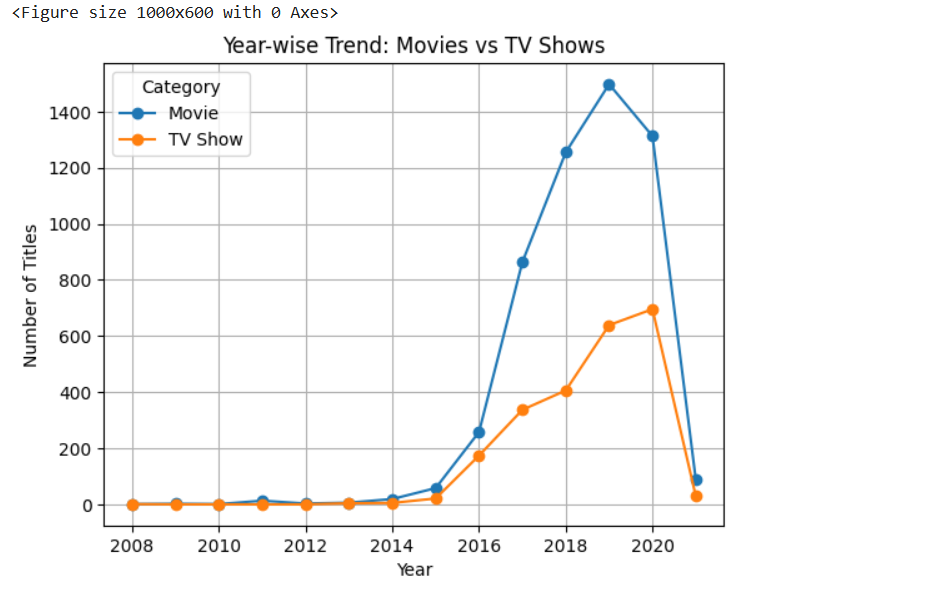 <Figure size 1000x600 with 0 Axes>
Year-wise Trend: Movies vs TV Shows
Category
Movie
TV Show
Number of Titles
1400
1200
1000
800
600
400
200
0
2008 2010 2012 2014 2016 2018 2020
Year